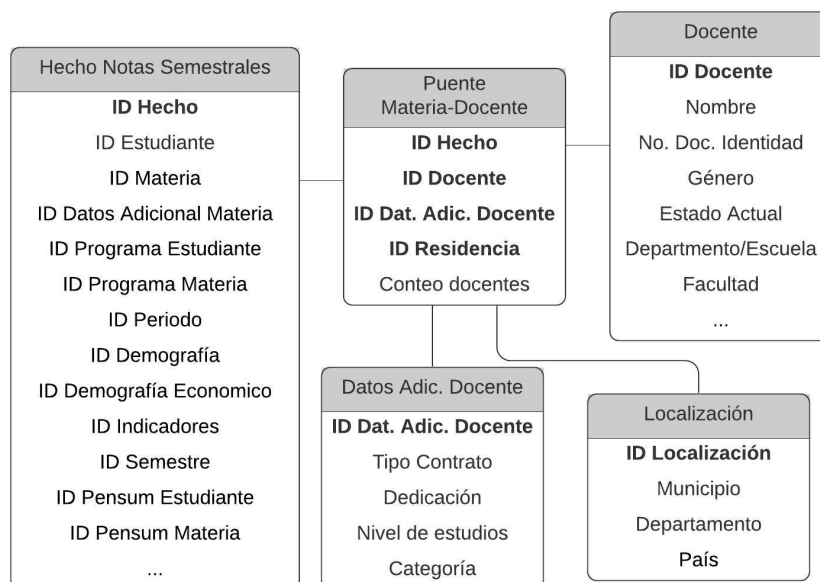 Hecho Notas Semestrales
ID Hecho
ID Estudiante
ID Materia
ID Datos Adicional Materia
ID Programa Estudiante
ID Programa Materia
ID Periodo
ID Demografía
ID Demografía Economico
ID Indicadores
ID Semestre
ID Pensum Estudiante
ID Pensum Materia
...
Puente
Materia-Docente
ID Hecho
ID Docente
ID Dat. Adic. Docente
ID Residencia
Conteo docentes
Docente
ID Docente
Nombre
No. Doc. Identidad
Género
Estado Actual
Departmento/Escuela
Facultad
...
Datos Adic. Docente
ID Dat. Adic. Docente
Tipo Contrato
Dedicación
Nivel de estudios
Categoría
Localización
ID Localización
Municipio
Departamento
País